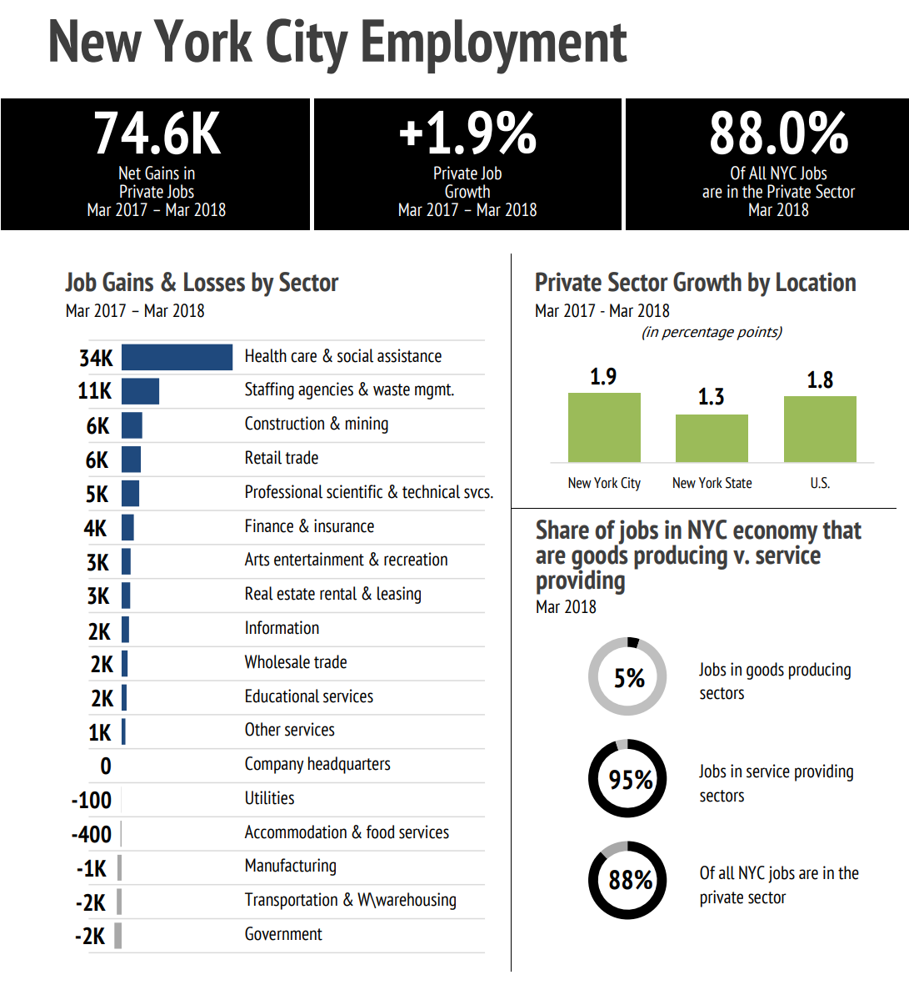 New York City Employment
74.6K
Net Gains in
Private Jobs
Mar 2017 – Mar 2018
+1.9%
Private Job
Growth
Mar 2017 – Mar 2018
88.0%
Of All NYC Jobs
are in the Private Sector
Mar 2018
Job Gains & Losses by Sector
Mar 2017 – Mar 2018
34K Health care & social assistance
11K Staffing agencies & waste mgmt.
6K Construction & mining
6K Retail trade
5K Professional scientific & technical svcs.
4K Finance & insurance
3K Arts entertainment & recreation
3K Real estate rental & leasing
2K Information
2K Wholesale trade
2K Educational services
1K Other services
0 Company headquarters
-100 Utilities
-400 Accommodation & food services
-1K Manufacturing
-2K Transportation & W\warehousing
-2K Government
Private Sector Growth by Location
Mar 2017 - Mar 2018
(in percentage points)
1.9 1.3 1.8
New York City New York State U.S.
Share of jobs in NYC economy that
are goods producing v. service
providing
Mar 2018
5%
Jobs in goods producing
sectors
95%
Jobs in service providing
sectors
88%
Of all NYC jobs are in the
private sector